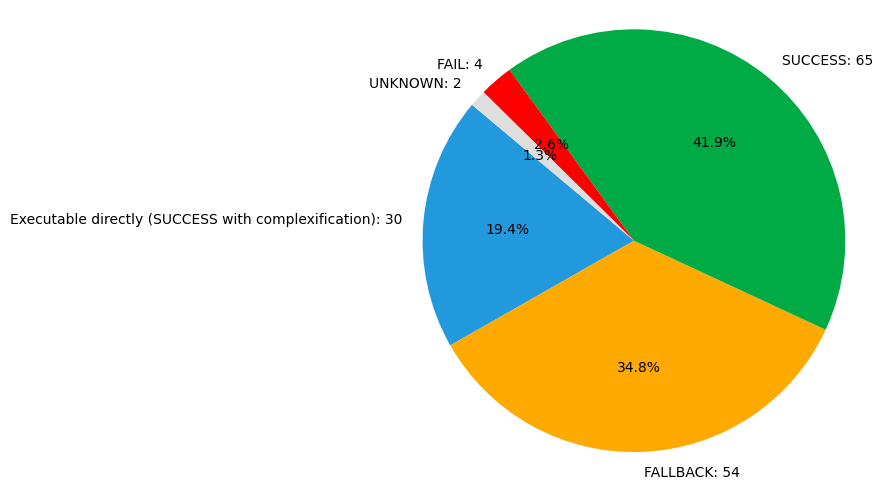 SUCCESS: 65
FAIL: 4
UNKNOWN: 2
41.9%
2.6%
1.3%
Executable directly (SUCCESS with complexification): 30
19.4%
34.8%
FALLBACK: 54